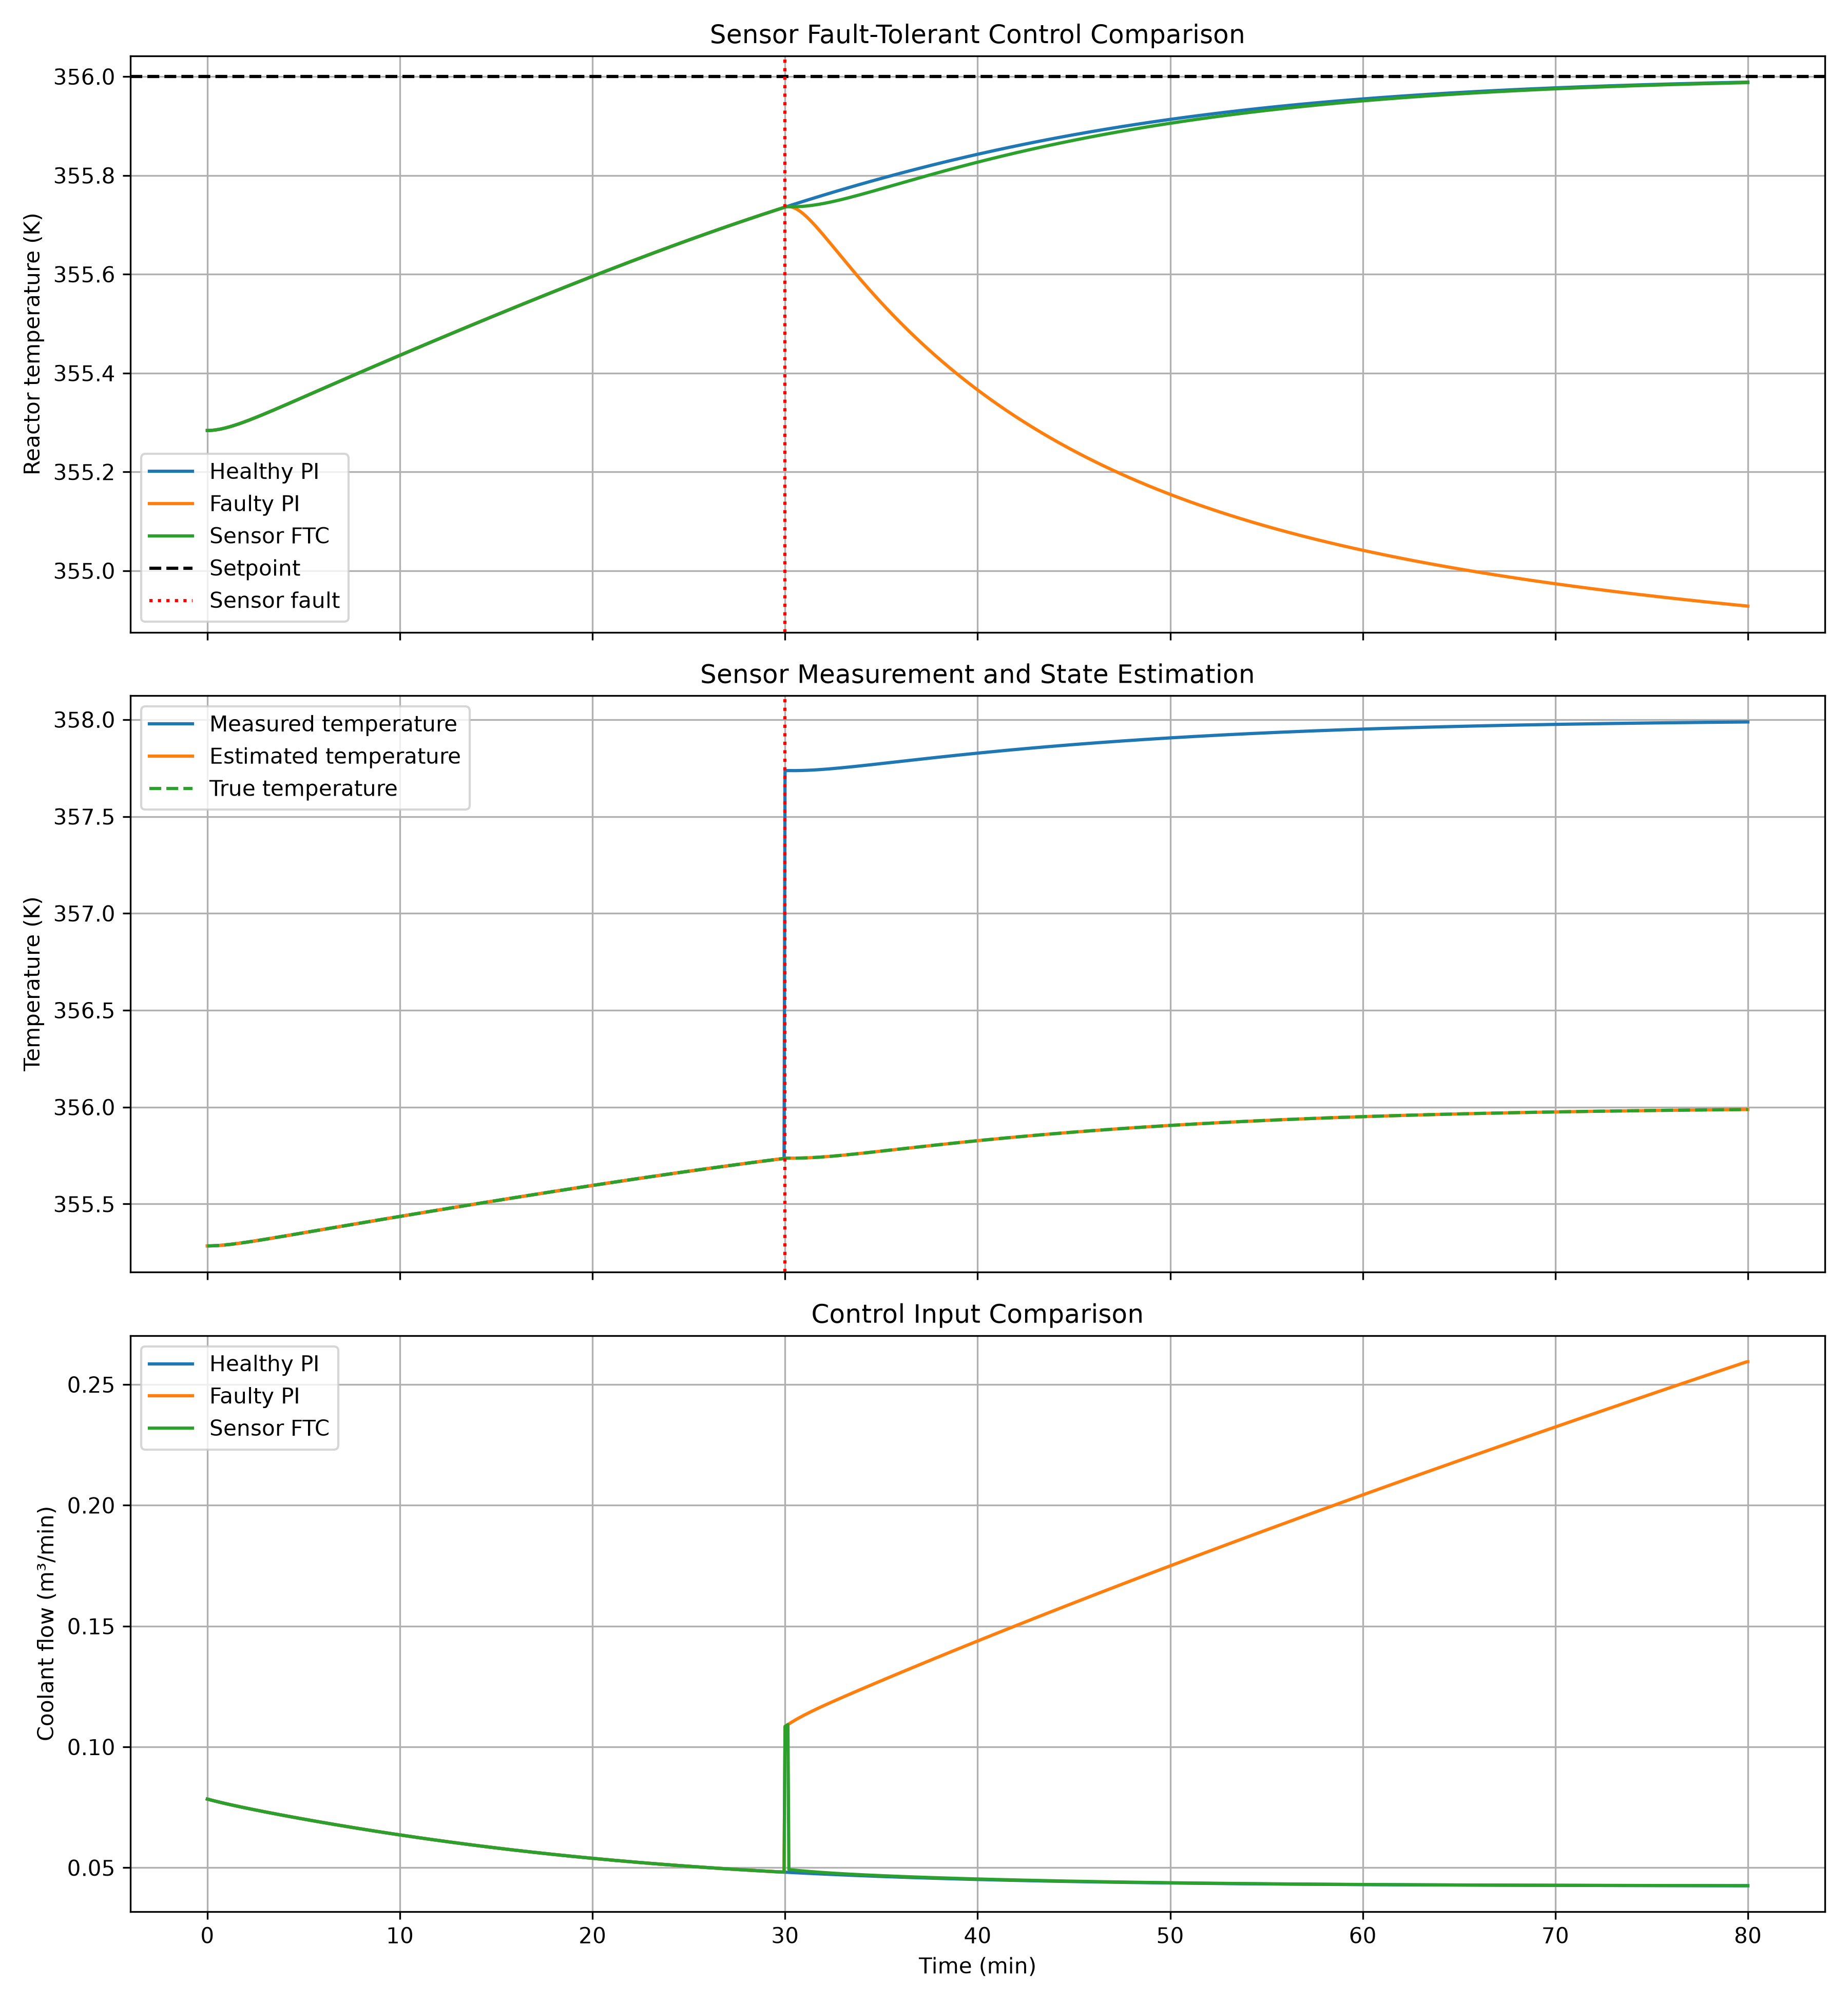 Sensor Fault-Tolerant Control Comparison
Reactor temperature (K)
356.0
355.8
355.6
355.4
355.2
355.0
Healthy PI
Faulty PI
Sensor FTC
Setpoint
Sensor fault
Sensor Measurement and State Estimation
Temperature (K)
358.0
357.5
357.0
356.5
356.0
355.5
Measured temperature
Estimated temperature
True temperature
Control Input Comparison
Coolant flow (m³/min)
0.25
0.20
0.15
0.10
0.05
Healthy PI
Faulty PI
Sensor FTC
0 10 20 30 40 50 60 70 80
Time (min)